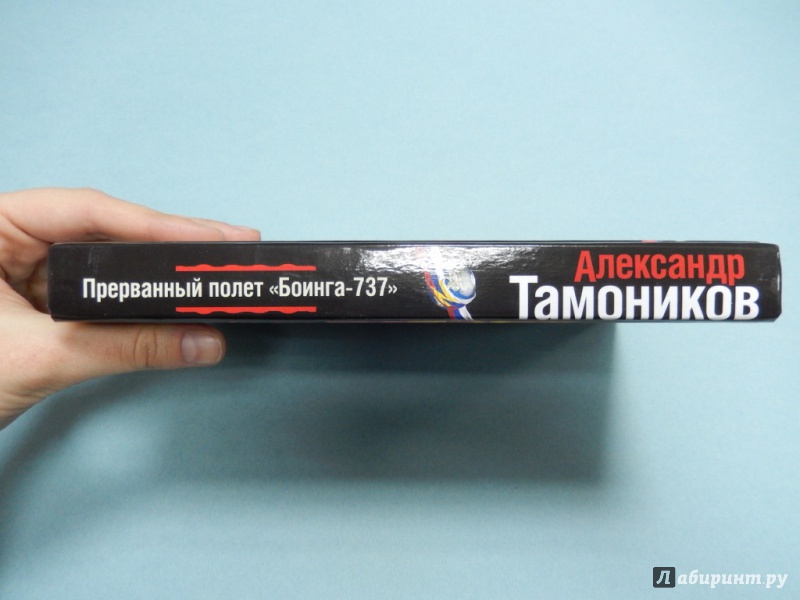 Прерванный полет «Боинга-737»
Александр
Тамоников
Лабиринт.ру